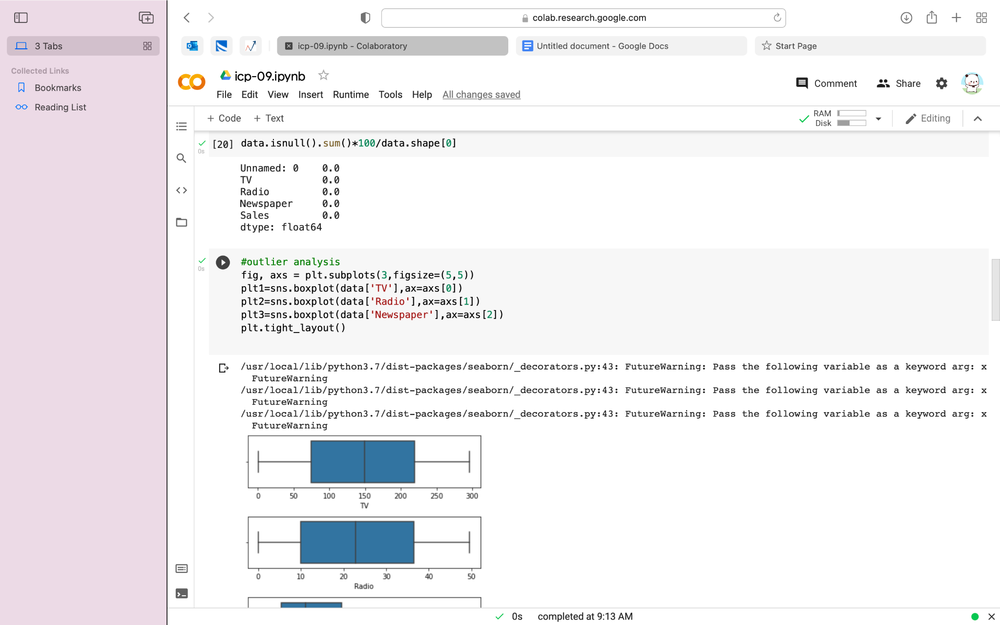 colab.research.google.com
3 Tabs
icp-09.ipynb - Colaboratory
Untitled document - Google Docs
Start Page
Collected Links
Bookmarks
Reading List
icp-09.ipynb
Comment
Share
File Edit View Insert Runtime Tools Help All changes saved
+ Code + Text
RAM
Disk
Editing
[20] data.isnull().sum()*100/data.shape[0]
0s
Unnamed: 0 0.0
TV 0.0
Radio 0.0
Newspaper 0.0
Sales 0.0
dtype: float64
#outlier analysis
0s
fig, axs = plt.subplots(3,figsize=(5,5))
plt1=sns.boxplot(data['TV'],ax=axs[0])
plt2=sns.boxplot(data['Radio'],ax=axs[1])
plt3=sns.boxplot(data['Newspaper'],ax=axs[2])
plt.tight_layout()
/usr/local/lib/python3.7/dist-packages/seaborn/_decorators.py:43: FutureWarning: Pass the following variable as a keyword arg: x
FutureWarning
/usr/local/lib/python3.7/dist-packages/seaborn/_decorators.py:43: FutureWarning: Pass the following variable as a keyword arg: x
FutureWarning
/usr/local/lib/python3.7/dist-packages/seaborn/_decorators.py:43: FutureWarning: Pass the following variable as a keyword arg: x
FutureWarning
0 50 100 150 200 250 300
TV
0 10 20 30 40 50
Radio
0s completed at 9:13 AM